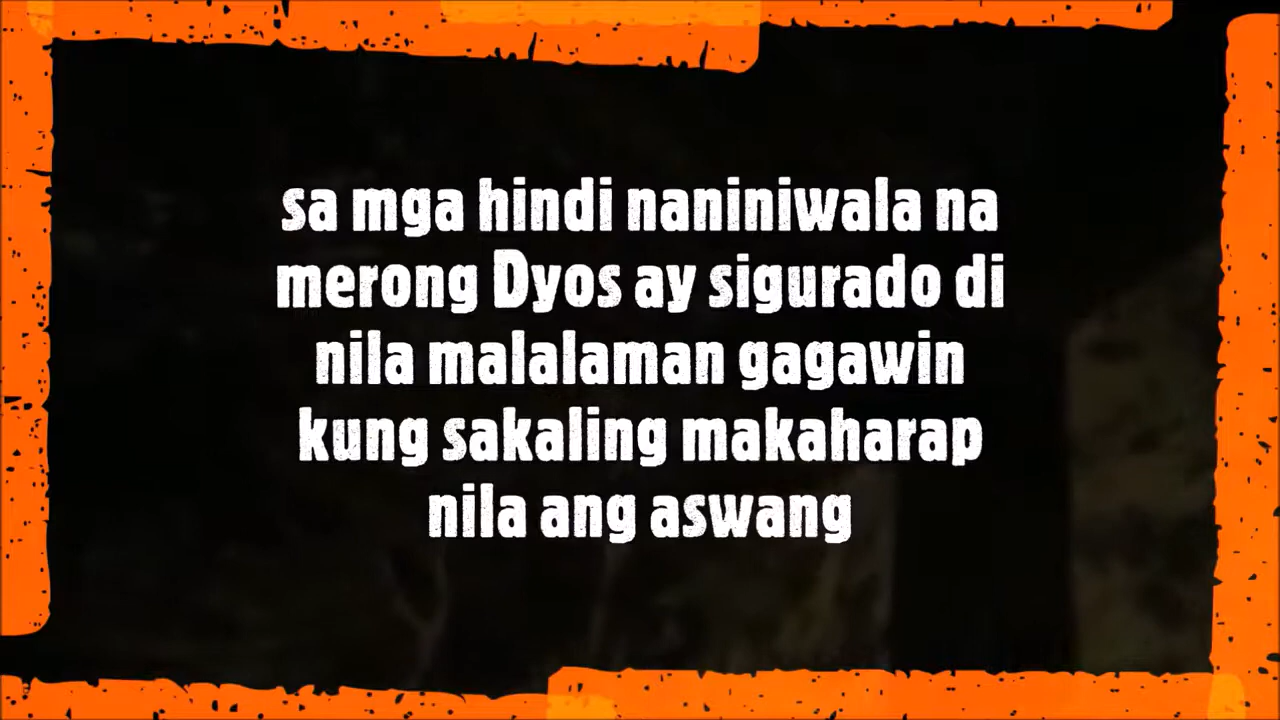 sa mga hindi naniniwala na
merong Dyos ay sigurado di
nila malalaman gagawin
kung sakaling makaharap
nila ang aswang